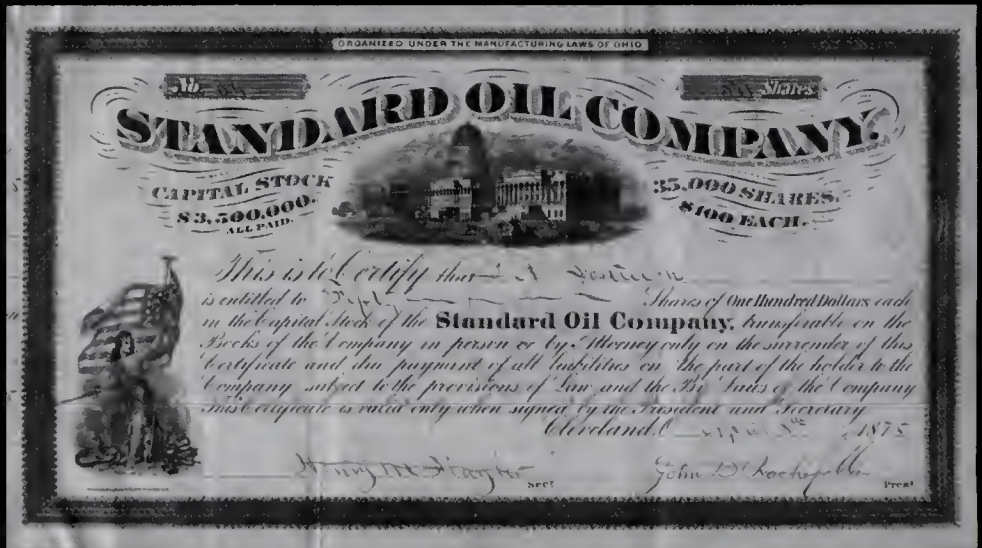 ORGANIZED UNDER THE MANUFACTURING LAWS OF OHIO
No Shares
STANDARD OIL COMPANY.
CAPITAL STOCK 35,000 SHARES.
$3,500,000. $100 EACH.
ALL PAID.
This is to Certify that
is entitled to Shares of One Hundred Dollars each
in the Capital Stock of the Standard Oil Company, transferable on the
Books of the Company in person or by Attorney only on the surrender of this
Certificate and due payment of all liabilities on the part of the holder to the
Company subject to the provisions of Law and the By Laws of the Company
This Certificate is valid only when signed by the President and Secretary
Cleveland, O 1875
Henry M Flagler Secy. John D Rockefeller Prest.